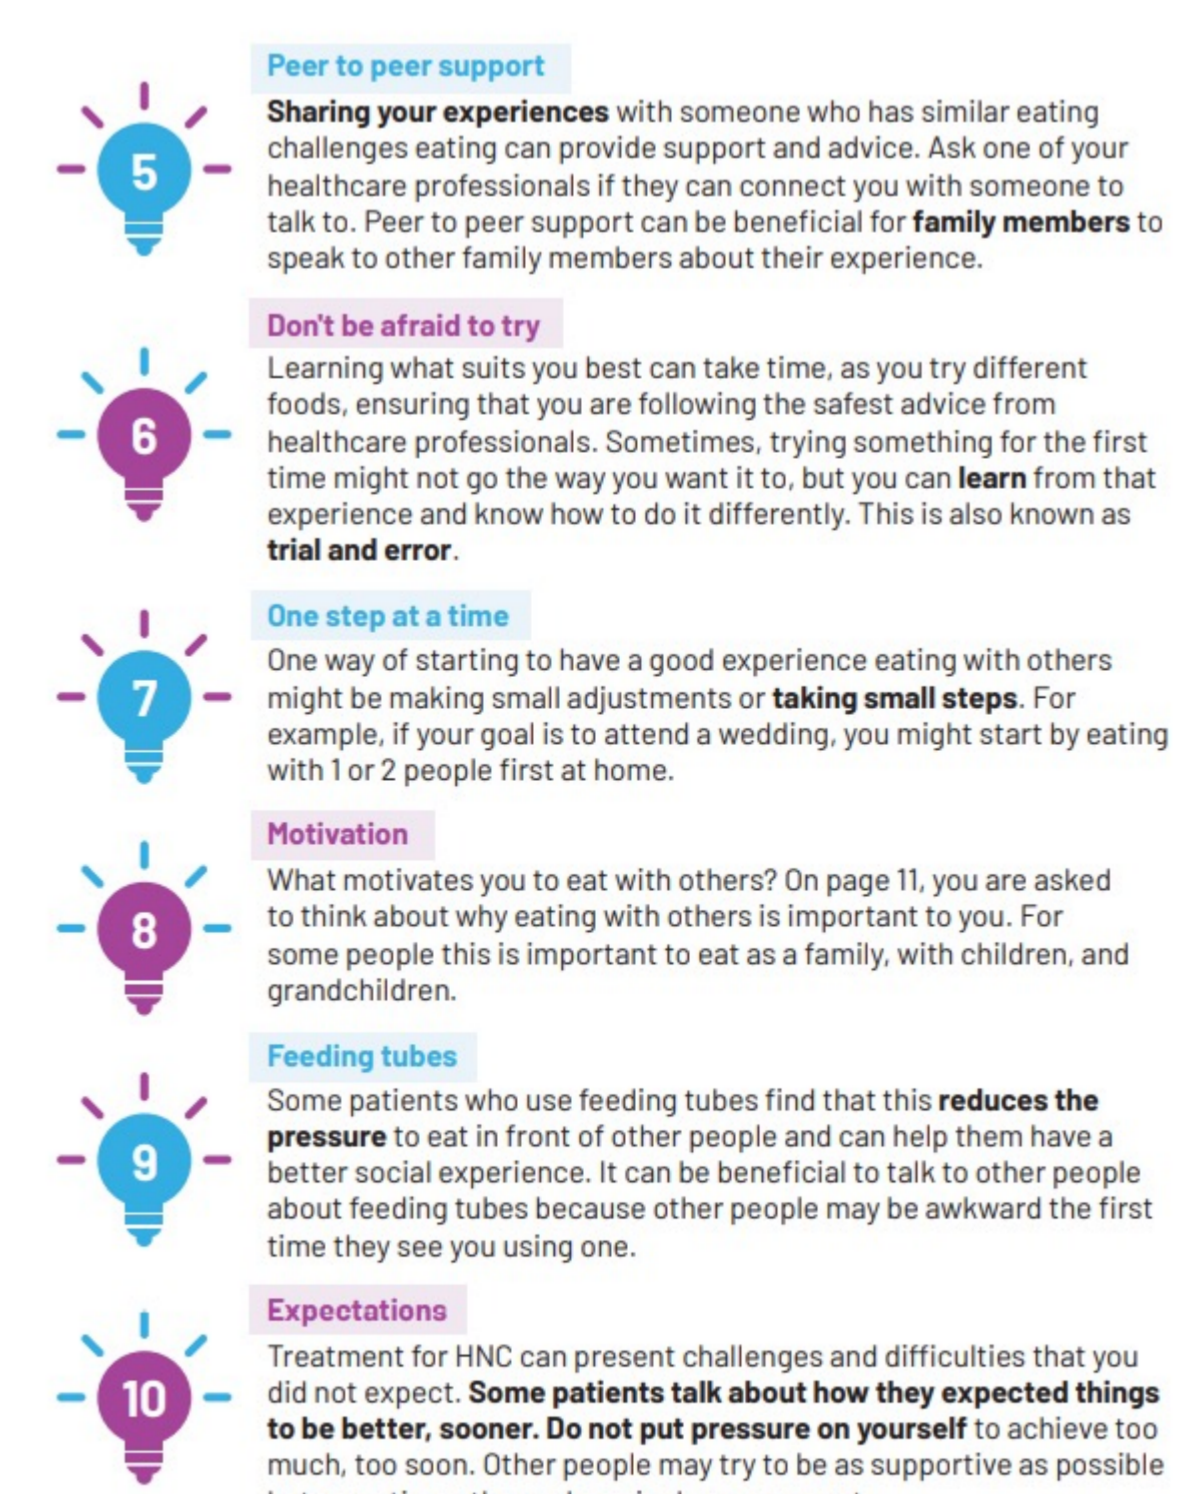 5
Peer to peer support
Sharing your experiences with someone who has similar eating
challenges eating can provide support and advice. Ask one of your
healthcare professionals if they can connect you with someone to
talk to. Peer to peer support can be beneficial for family members to
speak to other family members about their experience.
6
Don't be afraid to try
Learning what suits you best can take time, as you try different
foods, ensuring that you are following the safest advice from
healthcare professionals. Sometimes, trying something for the first
time might not go the way you want it to, but you can learn from that
experience and know how to do it differently. This is also known as
trial and error.
7
One step at a time
One way of starting to have a good experience eating with others
might be making small adjustments or taking small steps. For
example, if your goal is to attend a wedding, you might start by eating
with 1 or 2 people first at home.
8
Motivation
What motivates you to eat with others? On page 11, you are asked
to think about why eating with others is important to you. For
some people this is important to eat as a family, with children, and
grandchildren.
9
Feeding tubes
Some patients who use feeding tubes find that this reduces the
pressure to eat in front of other people and can help them have a
better social experience. It can be beneficial to talk to other people
about feeding tubes because other people may be awkward the first
time they see you using one.
10
Expectations
Treatment for HNC can present challenges and difficulties that you
did not expect. Some patients talk about how they expected things
to be better, sooner. Do not put pressure on yourself to achieve too
much, too soon. Other people may try to be as supportive as possible